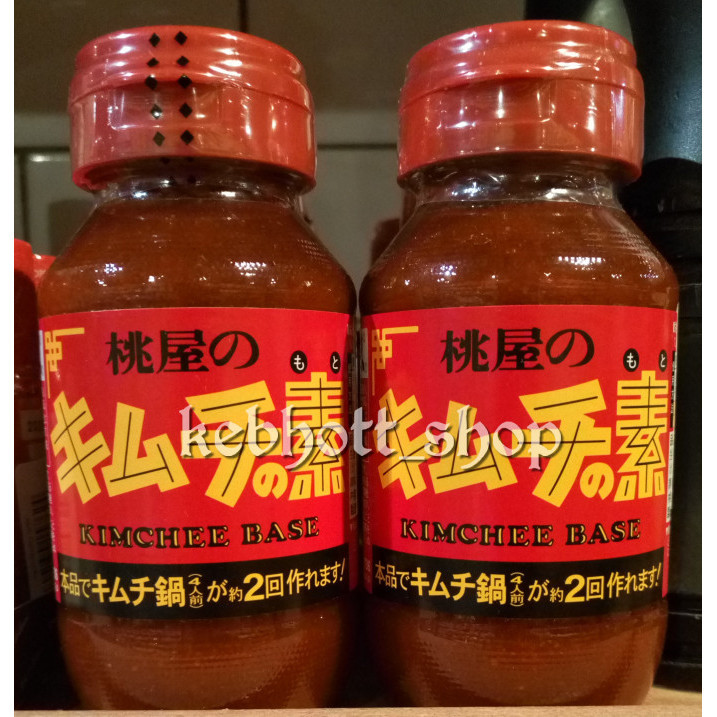 桃屋の
キムチの素
もと
KIMCHEE BASE
本品でキムチ鍋(4人前)が約2回作れます!
桃屋の
キムチの素
もと
KIMCHEE BASE
本品でキムチ鍋(4人前)が約2回作れます!
kebhott_shop